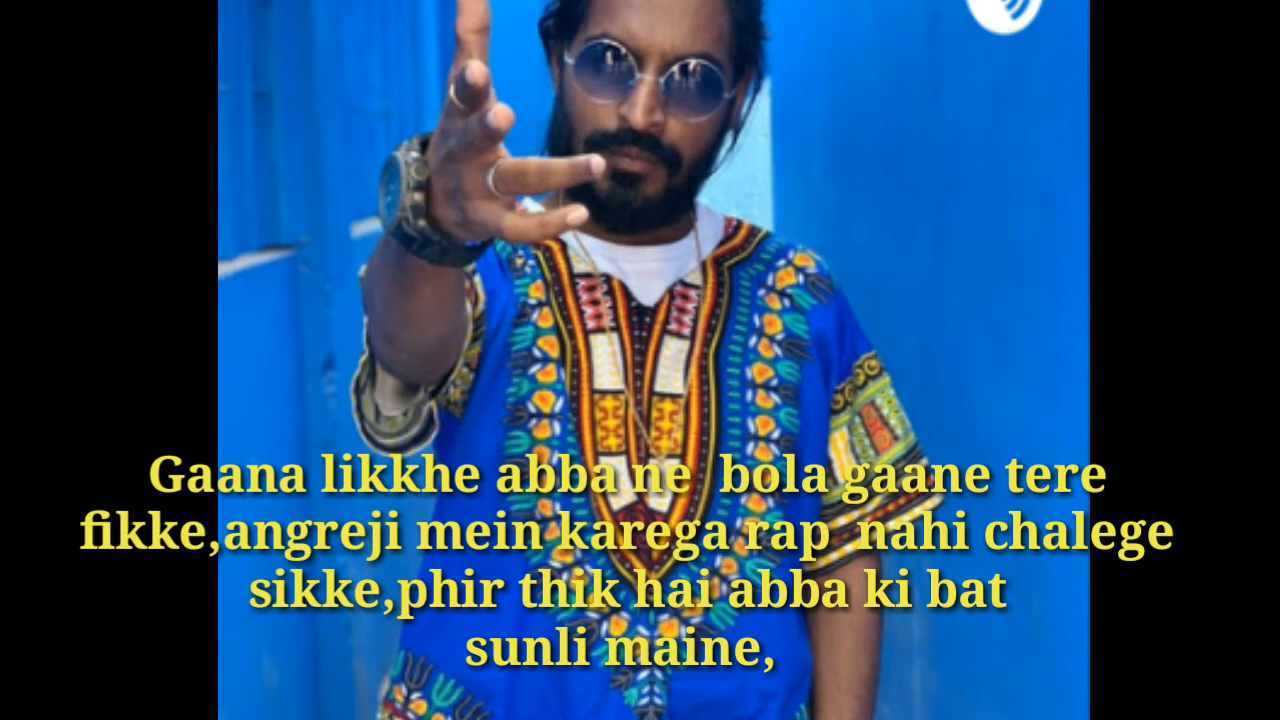 Gaana likkhe abba ne  bola gaane tere
fikke,angreji mein karega rap  nahi chalege
sikke,phir thik hai abba ki bat
sunli maine,